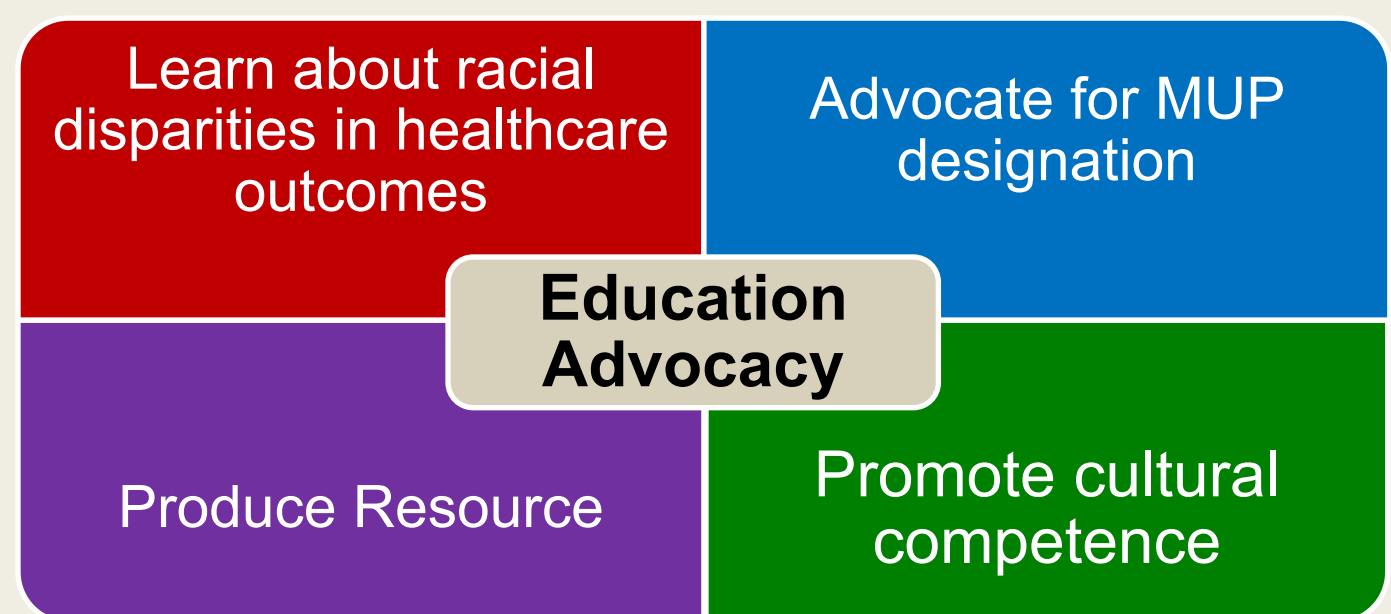 Learn about racial
disparities in healthcare
outcomes
Advocate for MUP
designation
Education
Advocacy
Produce Resource
Promote cultural
competence